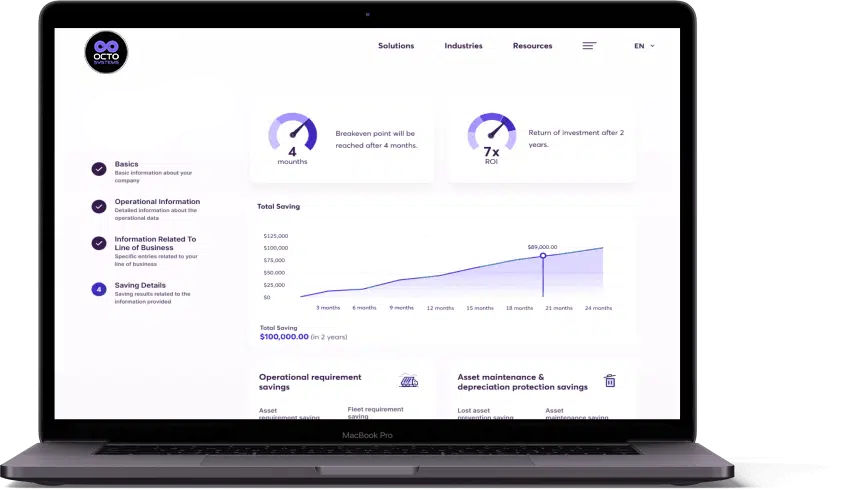 OCTO
SYSTEMS
Solutions
Industries
Resources
EN
4
mounths
Breakeven point will be
reached after 4 months.
7x
ROI
Return of investment after 2
years.
Basics
Basic information about your
company
Operational Information
Detailed information about the
operational data
Information Related To
Line of Business
Specific entries related to your
line of business
4
Saving Details
Saving results related to the
information provided
Total Saving
$125,000
$100,000
$75,000
$50,000
$25,000
$0
$89,000.00
3 months
6 months
9 months
12 months
15 months
18 months
21 months
24 months
Total Saving
$100,000.00 (in 2 years)
Operational requirement
savings
Asset
requirement saving
Fleet requirement
saving
Asset maintenance &
depreciation protection savings
Lost asset
prevention saving
Asset
maintenance saving
MacBook Pro